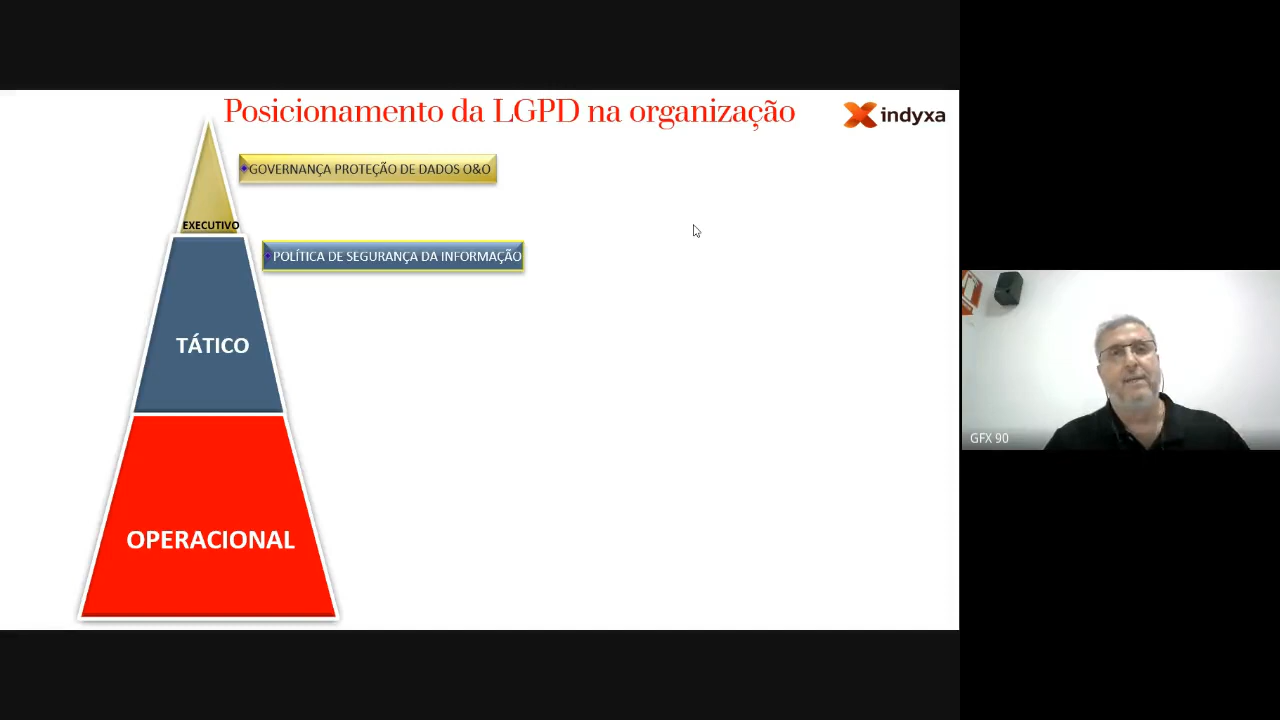 Posicionamento da LGPD na organização
indyxa
GOVERNANÇA PROTEÇÃO DE DADOS O&O
EXECUTIVO
POLÍTICA DE SEGURANÇA DA INFORMAÇÃO
TÁTICO
OPERACIONAL
GFX 90